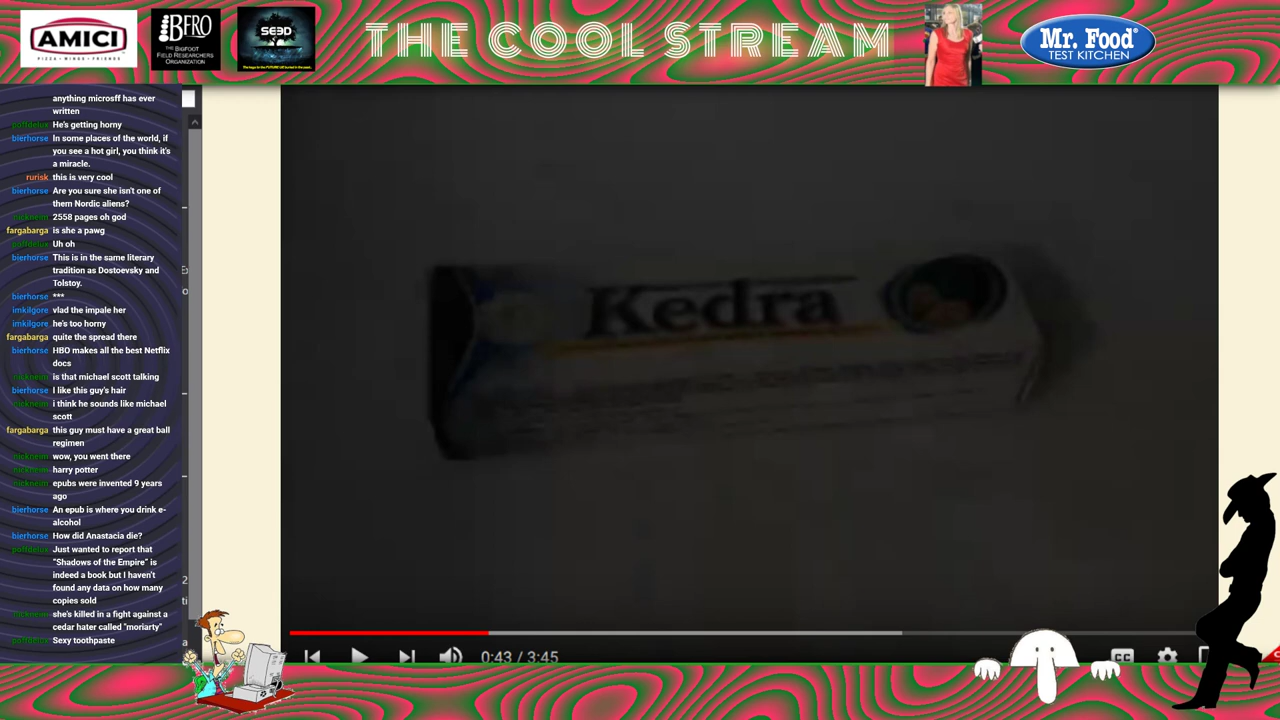 AMICI
PIZZA • WINGS • FRIENDS
BFRO
THE BIGFOOT
FIELD RESEARCHERS
ORGANIZATION
SEED
THE COOL STREAM
Mr. Food
TEST KITCHEN
anything microsff has ever
written
poffdelux He's getting horny
bierhorse In some places of the world, if
you see a hot girl, you think it's
a miracle.
rurisk this is very cool
bierhorse Are you sure she isn't one of
them Nordic aliens?
2558 pages oh god
fargabarga is she a pawg
poffdelux Uh oh
bierhorse This is in the same literary
tradition as Dostoevsky and
Tolstoy.
bierhorse ***
imkilgore vlad the impale her
imkilgore he's too horny
fargabarga quite the spread there
bierhorse HBO makes all the best Netflix
docs
is that michael scott talking
bierhorse I like this guy's hair
i think he sounds like michael
scott
fargabarga this guy must have a great ball
regimen
wow, you went there
harry potter
epubs were invented 9 years
ago
bierhorse An epub is where you drink e-
alcohol
bierhorse How did Anastacia die?
poffdelux Just wanted to report that
"Shadows of the Empire" is
indeed a book but I haven't
found any data on how many
copies sold
she's killed in a fight against a
cedar hater called "moriarty"
poffdelux Sexy toothpaste
Kedra
0:43 / 3:45
CC